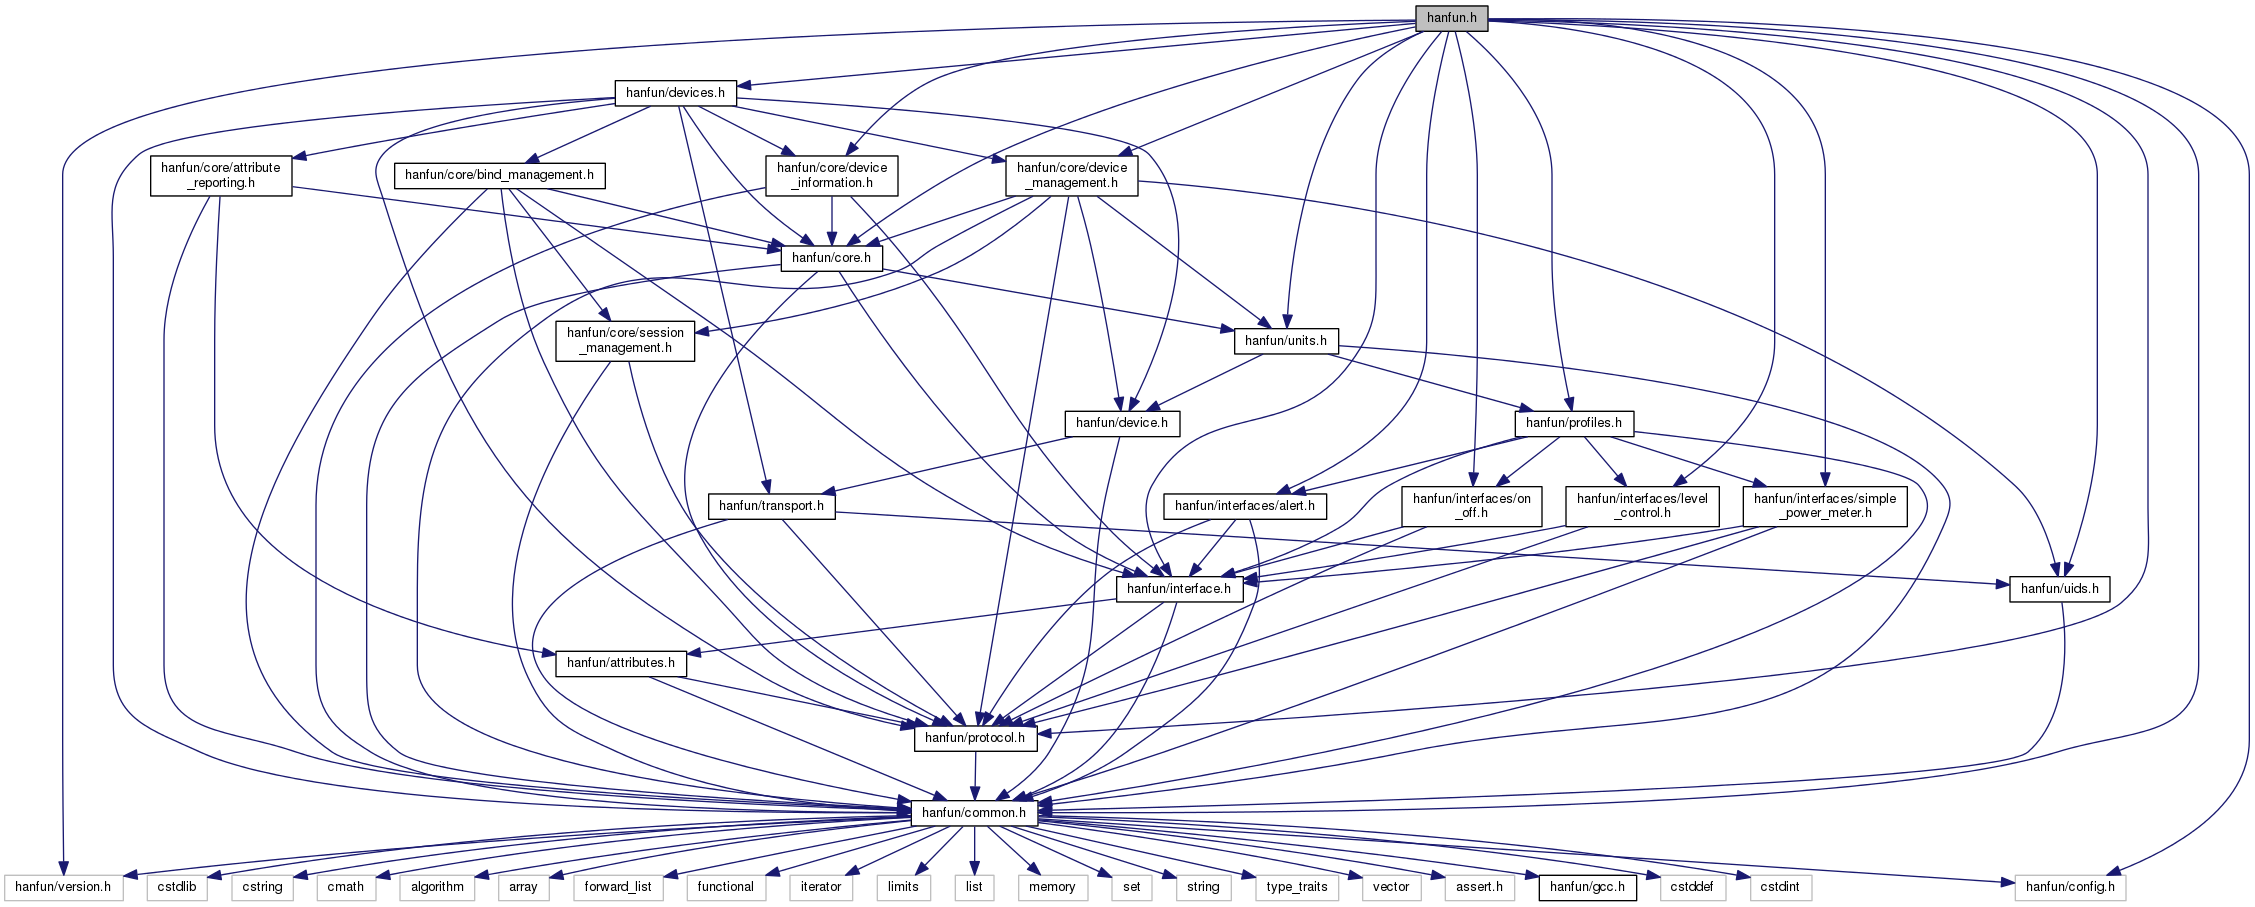 hanfun.h
hanfun/devices.h
hanfun/core/attribute
_reporting.h
hanfun/core/bind_management.h
hanfun/core/device
_information.h
hanfun/core/device
_management.h
hanfun/core.h
hanfun/core/session
_management.h
hanfun/units.h
hanfun/device.h
hanfun/profiles.h
hanfun/transport.h
hanfun/interfaces/alert.h
hanfun/interfaces/on
_off.h
hanfun/interfaces/level
_control.h
hanfun/interfaces/simple
_power_meter.h
hanfun/interface.h
hanfun/uids.h
hanfun/attributes.h
hanfun/protocol.h
hanfun/common.h
hanfun/version.h
cstdlib
cstring
cmath
algorithm
array
forward_list
functional
iterator
limits
list
memory
set
string
type_traits
vector
assert.h
hanfun/gcc.h
cstddef
cstdint
hanfun/config.h